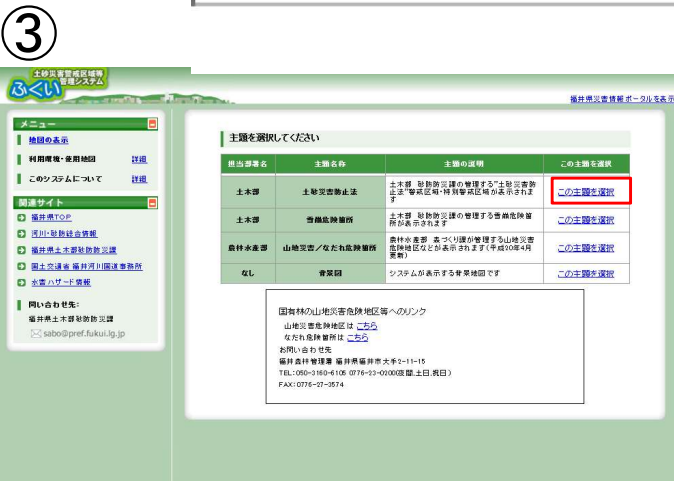 ③
土砂災害警戒区域等
管理システム
ふくい
福井県災害情報ポータルを表示
メニュー
地図の表示
利用環境・使用地図 詳細
このシステムについて 詳細
関連サイト
福井県TOP
河川・砂防総合情報
福井県土木部砂防防災課
国土交通省 福井河川国道事務所
水害ハザード情報
問い合わせ先:
福井県土木部砂防防災課
sabo@pref.fukui.lg.jp
主題を選択してください
担当部署名 主題名称 主題の説明 この主題を選択
土木部 土砂災害防止法 土木部 砂防防災課の管理する"土砂災害防
止法"警戒区域・特別警戒区域が表示されま
す この主題を選択
土木部 雪崩危険箇所 土木部 砂防防災課の管理する雪崩危険箇
所が表示されます この主題を選択
農林水産部 山地災害/なだれ危険箇所 農林水産部 森づくり課が管理する山地災害
危険地区などが表示されます(平成20年4月
更新) この主題を選択
なし 背景図 システムが表示する背景地図です この主題を選択
国有林の山地災害危険地区等へのリンク
山地災害危険地区は こちら
なだれ危険箇所は こちら
お問い合わせ先
福井森林管理署 福井県福井市大手2-11-15
TEL:050-3160-6105 0776-23-0200(夜間,土日,祝日)
FAX:0776-27-3574